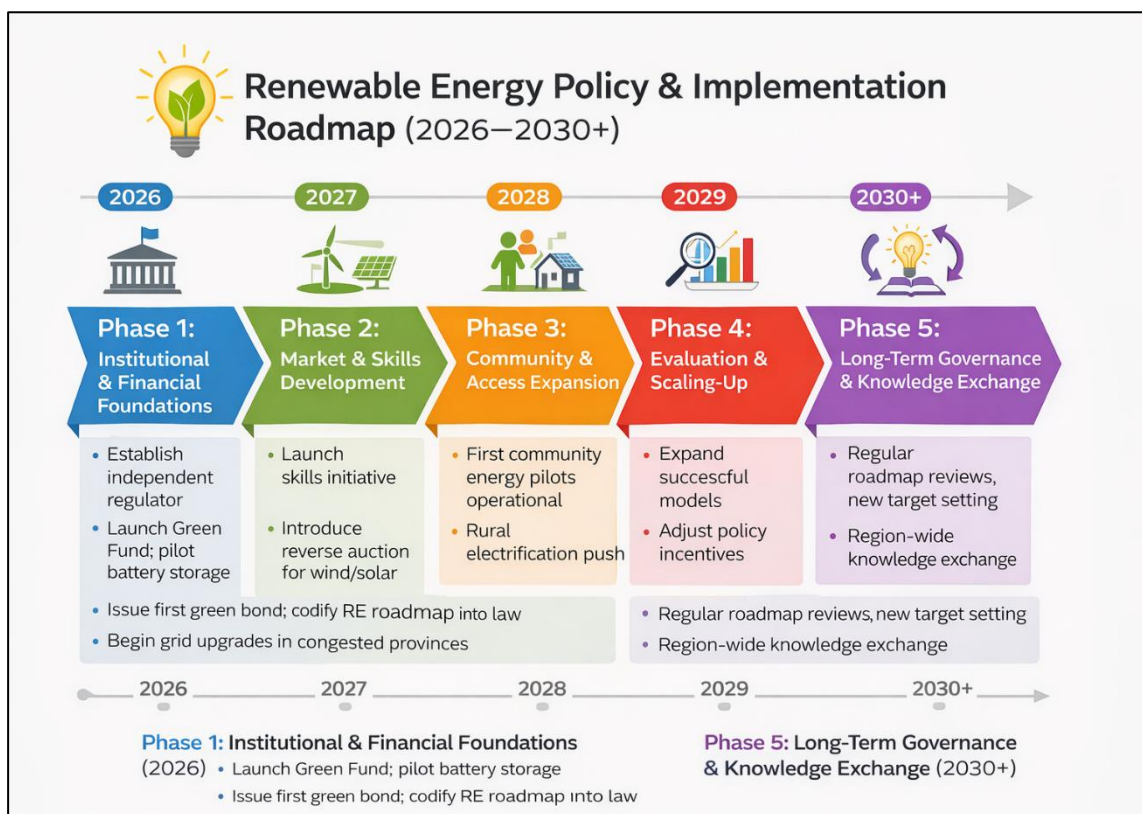 Renewable Energy Policy & Implementation
Roadmap (2026—2030+)
2026
2027
2028
2029
2030+
Phase 1:
Institutional
& Financial
Foundations
Phase 2:
Market & Skills
Development
Phase 3:
Community &
Access Expansion
Phase 4:
Evaluation &
Scaling-Up
Phase 5:
Long-Term Governance
& Knowledge Exchange
• Establish
independent
regulator
• Launch Green
Fund; pilot
battery storage
• Launch
skills initiative
• Introduce
reverse auction
for wind/solar
• First community
energy pilots
operational
• Rural
electrification push
• Expand
succescful
models
• Adjust policy
incentives
• Regular
roadmap reviews,
new target setting
• Region-wide
knowledge exchange
• Issue first green bond; codify RE roadmap into law
• Begin grid upgrades in congested provinces
• Regular roadmap reviews, new target setting
• Region-wide knowledge exchange
2026
2027
2028
2029
2030+
Phase 1: Institutional & Financial Foundations
(2026) • Launch Green Fund; pilot battery storage
• Issue first green bond; codify RE roadmap into law
Phase 5: Long-Term Governance
& Knowledge Exchange (2030+)